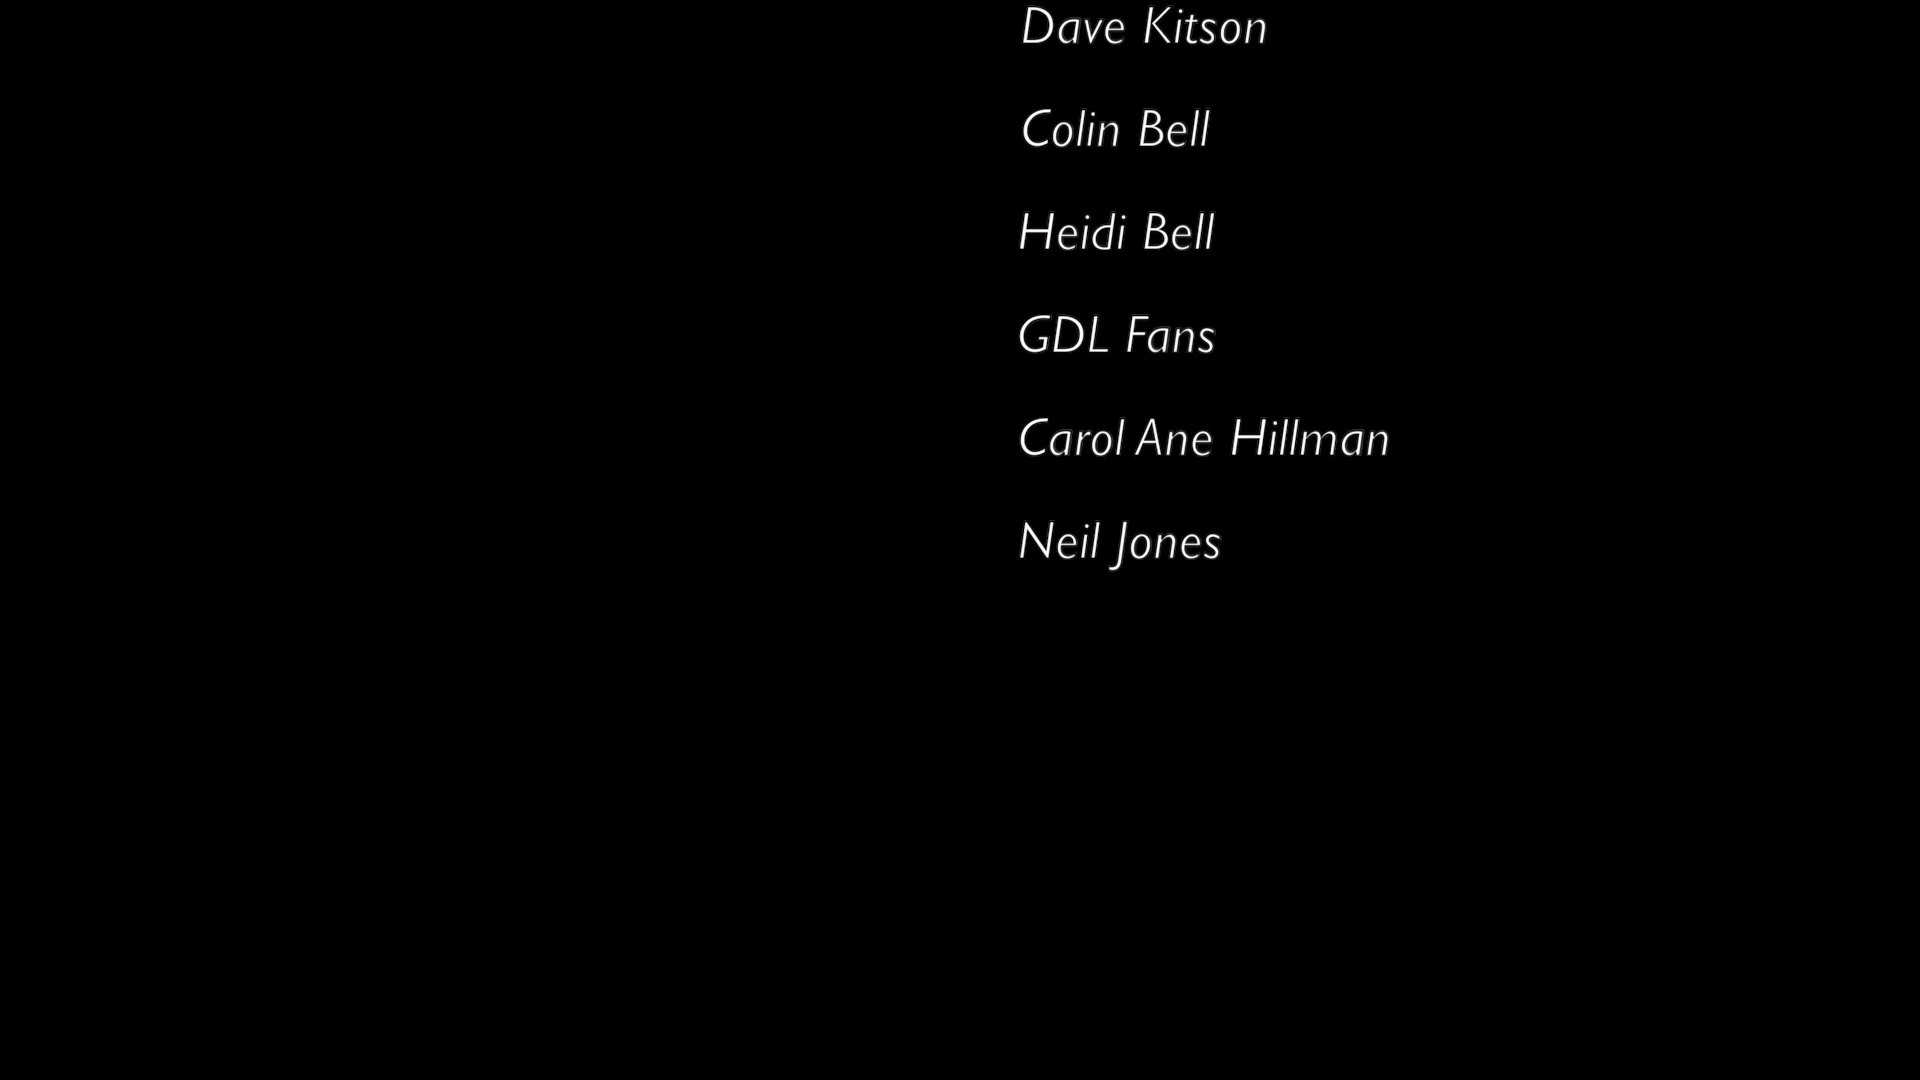 Dave Kitson
Colin Bell
Heidi Bell
GDL Fans
Carol Ane Hillman
Neil Jones